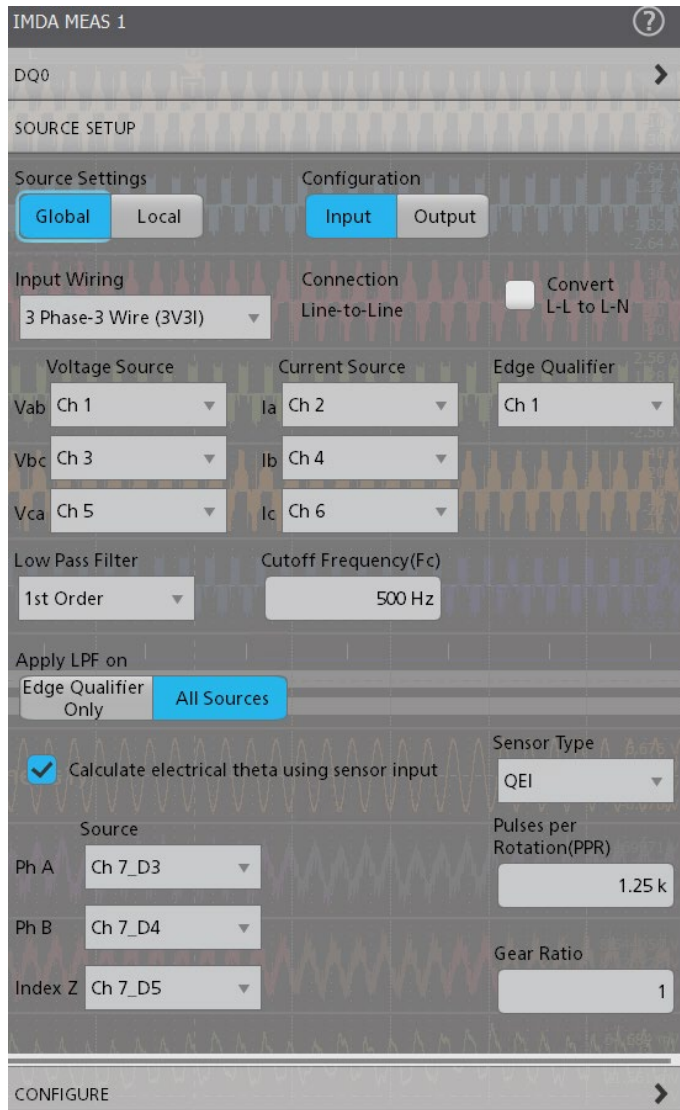 IMDA MEAS 1
?
DQ0
SOURCE SETUP
Source Settings
Configuration
Global Local
Input Output
Input Wiring
Connection
Convert
L-L to L-N
3 Phase-3 Wire (3V3I)
Line-to-Line
Voltage Source
Current Source
Edge Qualifier
Vab Ch 1
Ia Ch 2
Ch 1
Vbc Ch 3
Ib Ch 4
Vca Ch 5
Ic Ch 6
Low Pass Filter
Cutoff Frequency(Fc)
1st Order
500 Hz
Apply LPF on
Edge Qualifier
Only
All Sources
Calculate electrical theta using sensor input
Sensor Type
QEI
Source
Pulses per
Rotation(PPR)
Ph A Ch 7_D3
1.25 k
Ph B Ch 7_D4
Gear Ratio
Index Z Ch 7_D5
1
CONFIGURE